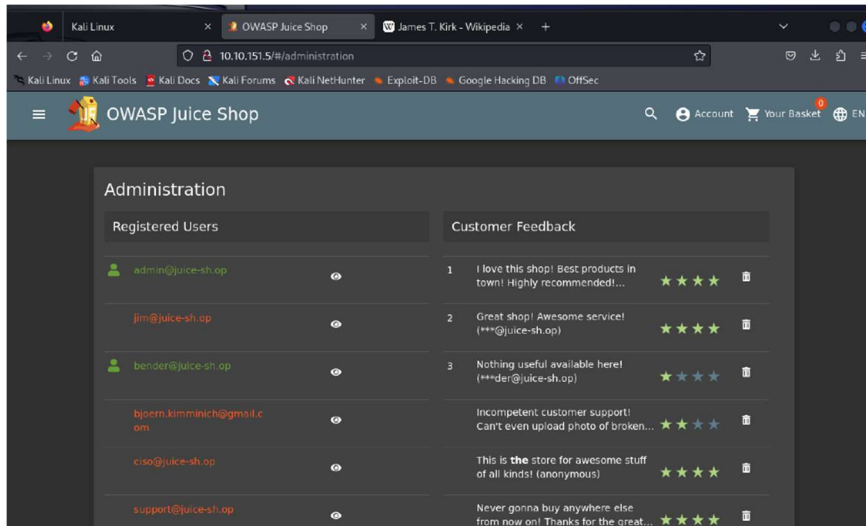 Kali Linux
OWASP Juice Shop
James T. Kirk - Wikipedia
10.10.151.5/#/administration
Kali Linux Kali Tools Kali Docs Kali Forums Kali NetHunter Exploit-DB Google Hacking DB OffSec
OWASP Juice Shop
Account
Your Basket
0
EN
Administration
Registered Users
admin@juice-sh.op
jim@juice-sh.op
bender@juice-sh.op
bjoern.kimminich@gmail.c
om
ciso@juice-sh.op
support@juice-sh.op
Customer Feedback
1 I love this shop! Best products in
town! Highly recommended!...
2 Great shop! Awesome service!
(***@juice-sh.op)
3 Nothing useful available here!
(***der@juice-sh.op)
Incompetent customer support!
Can't even upload photo of broken...
This is the store for awesome stuff
of all kinds! (anonymous)
Never gonna buy anywhere else
from now on! Thanks for the great...